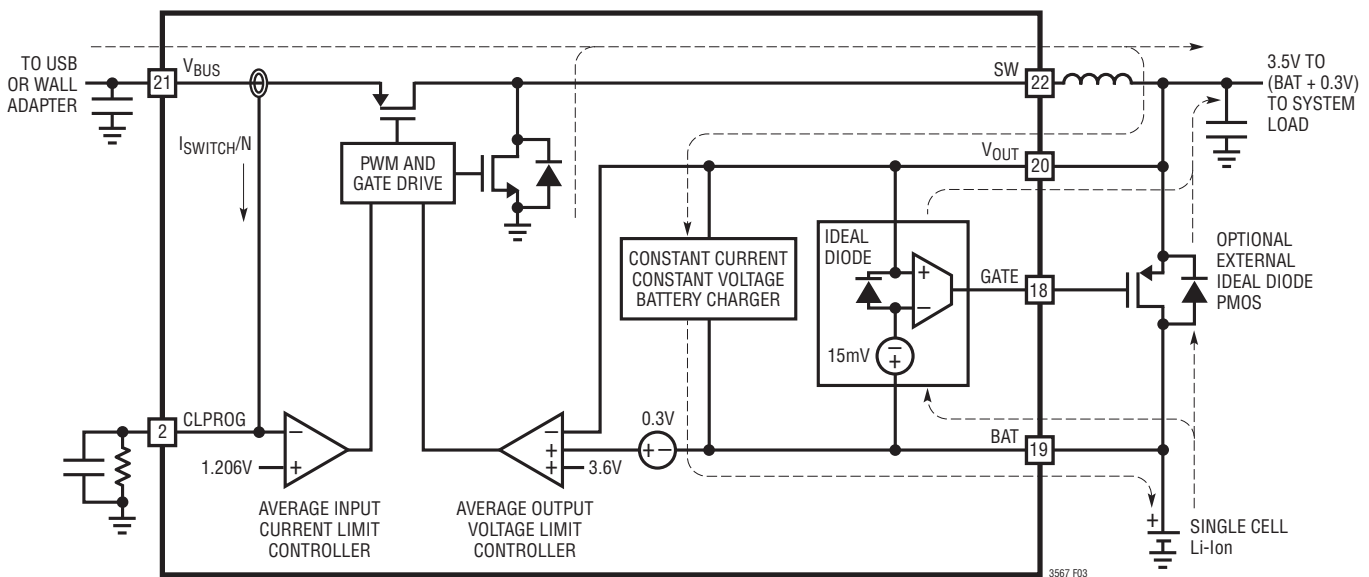 TO USB
OR WALL
ADAPTER
21
VBUS
SW
22
3.5V TO
(BAT + 0.3V)
TO SYSTEM
LOAD
ISWITCH/N
PWM AND
GATE DRIVE
VOUT
20
CONSTANT CURRENT
CONSTANT VOLTAGE
BATTERY CHARGER
IDEAL
DIODE
+
−
−
+
15mV
GATE
18
OPTIONAL
EXTERNAL
IDEAL DIODE
PMOS
2
CLPROG
−
+
1.206V
AVERAGE INPUT
CURRENT LIMIT
CONTROLLER
−
+
+
3.6V
AVERAGE OUTPUT
VOLTAGE LIMIT
CONTROLLER
0.3V
+ −
BAT
19
+
SINGLE CELL
Li-Ion
3567 F03